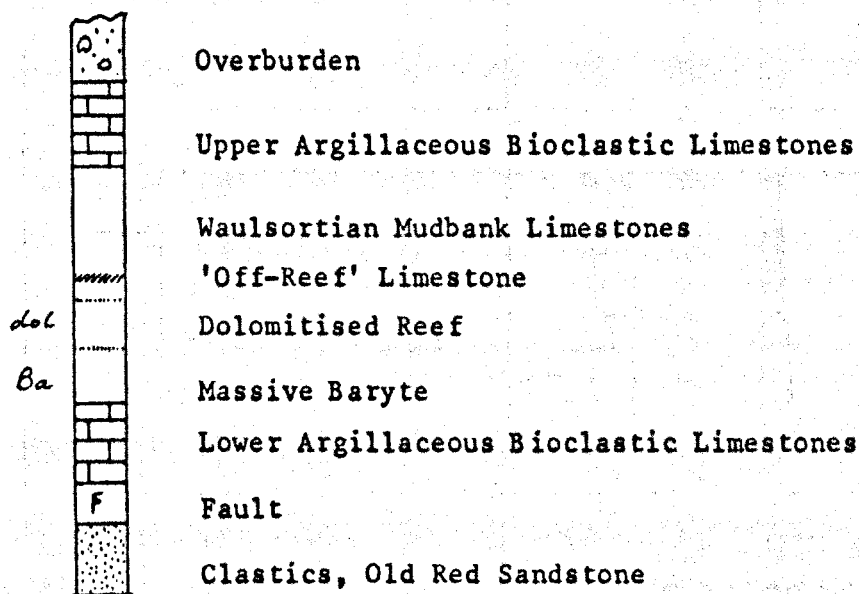 Overburden
Upper Argillaceous Bioclastic Limestones
Waulsortian Mudbank Limestones
'Off-Reef' Limestone
dol Dolomitised Reef
Ba Massive Baryte
Lower Argillaceous Bioclastic Limestones
F Fault
Clastics, Old Red Sandstone